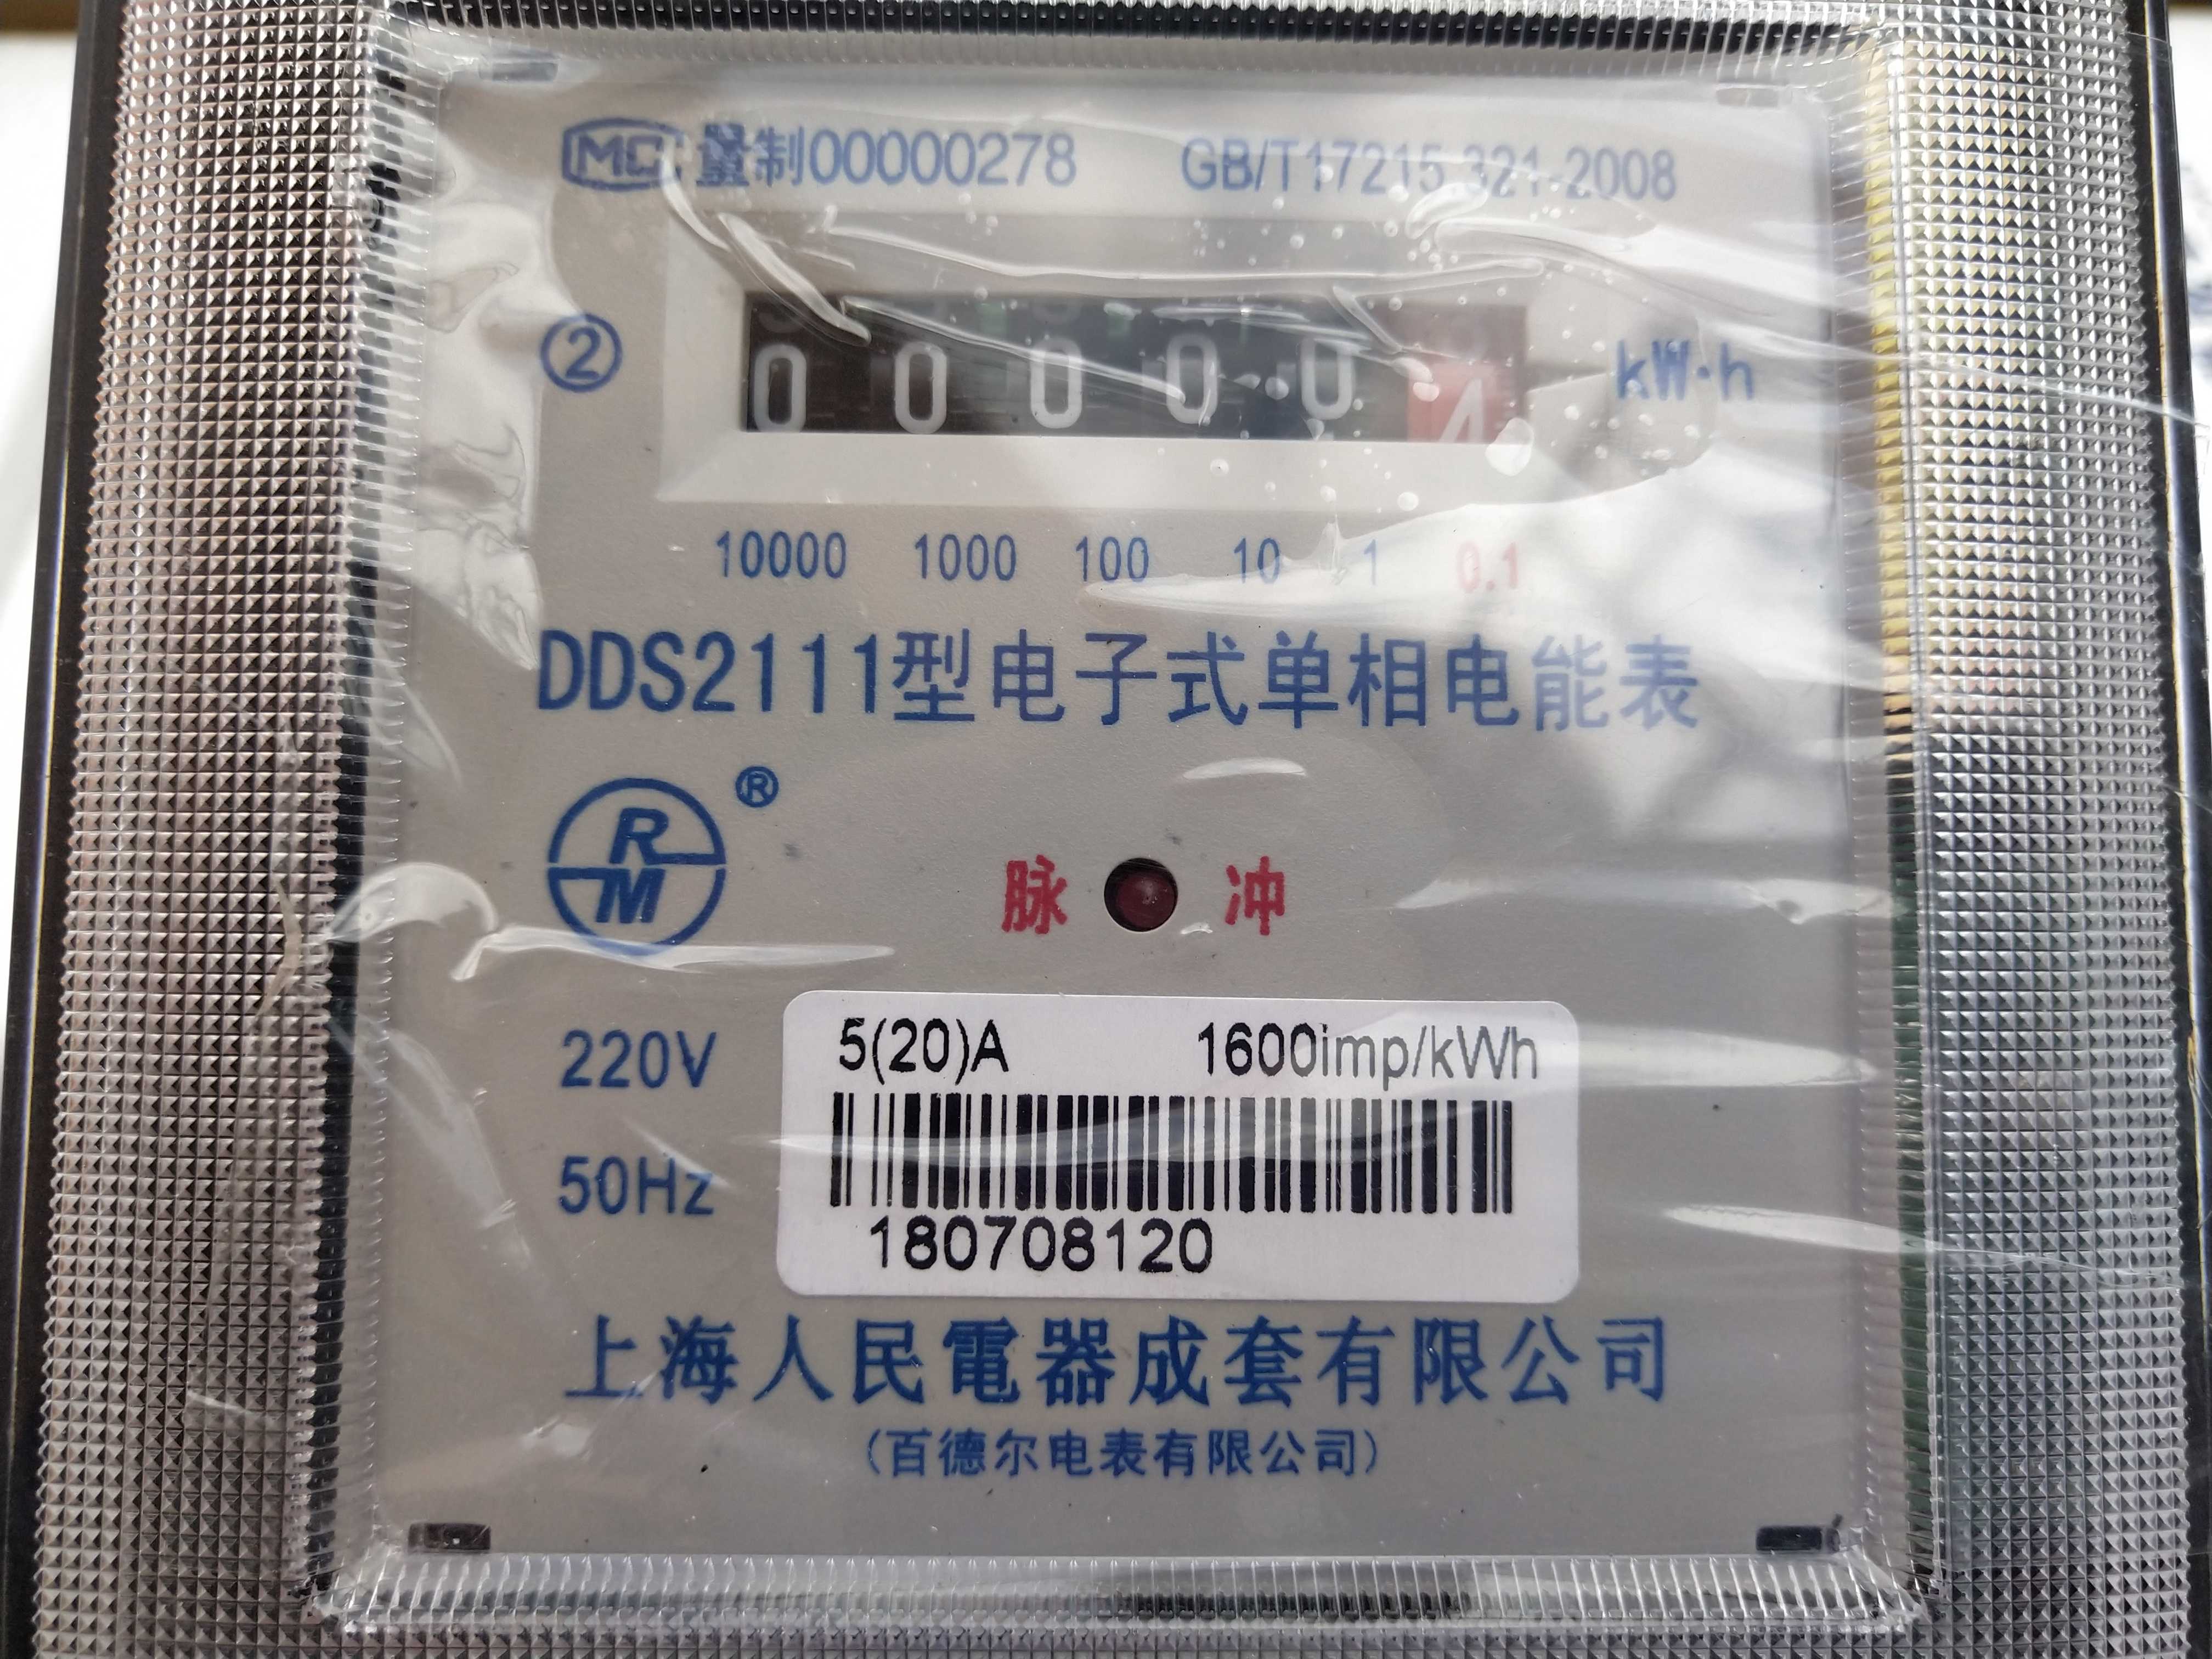 MC 量制00000278 GB/T17215.321-2008
② 0 0 0 0 0 4 kW·h
10000 1000 100 10 1 0.1
DDS2111型电子式单相电能表
RM ®
脉 冲
220V 5(20)A 1600imp/kWh
50Hz
180708120
上海人民電器成套有限公司
(百德尔电表有限公司)